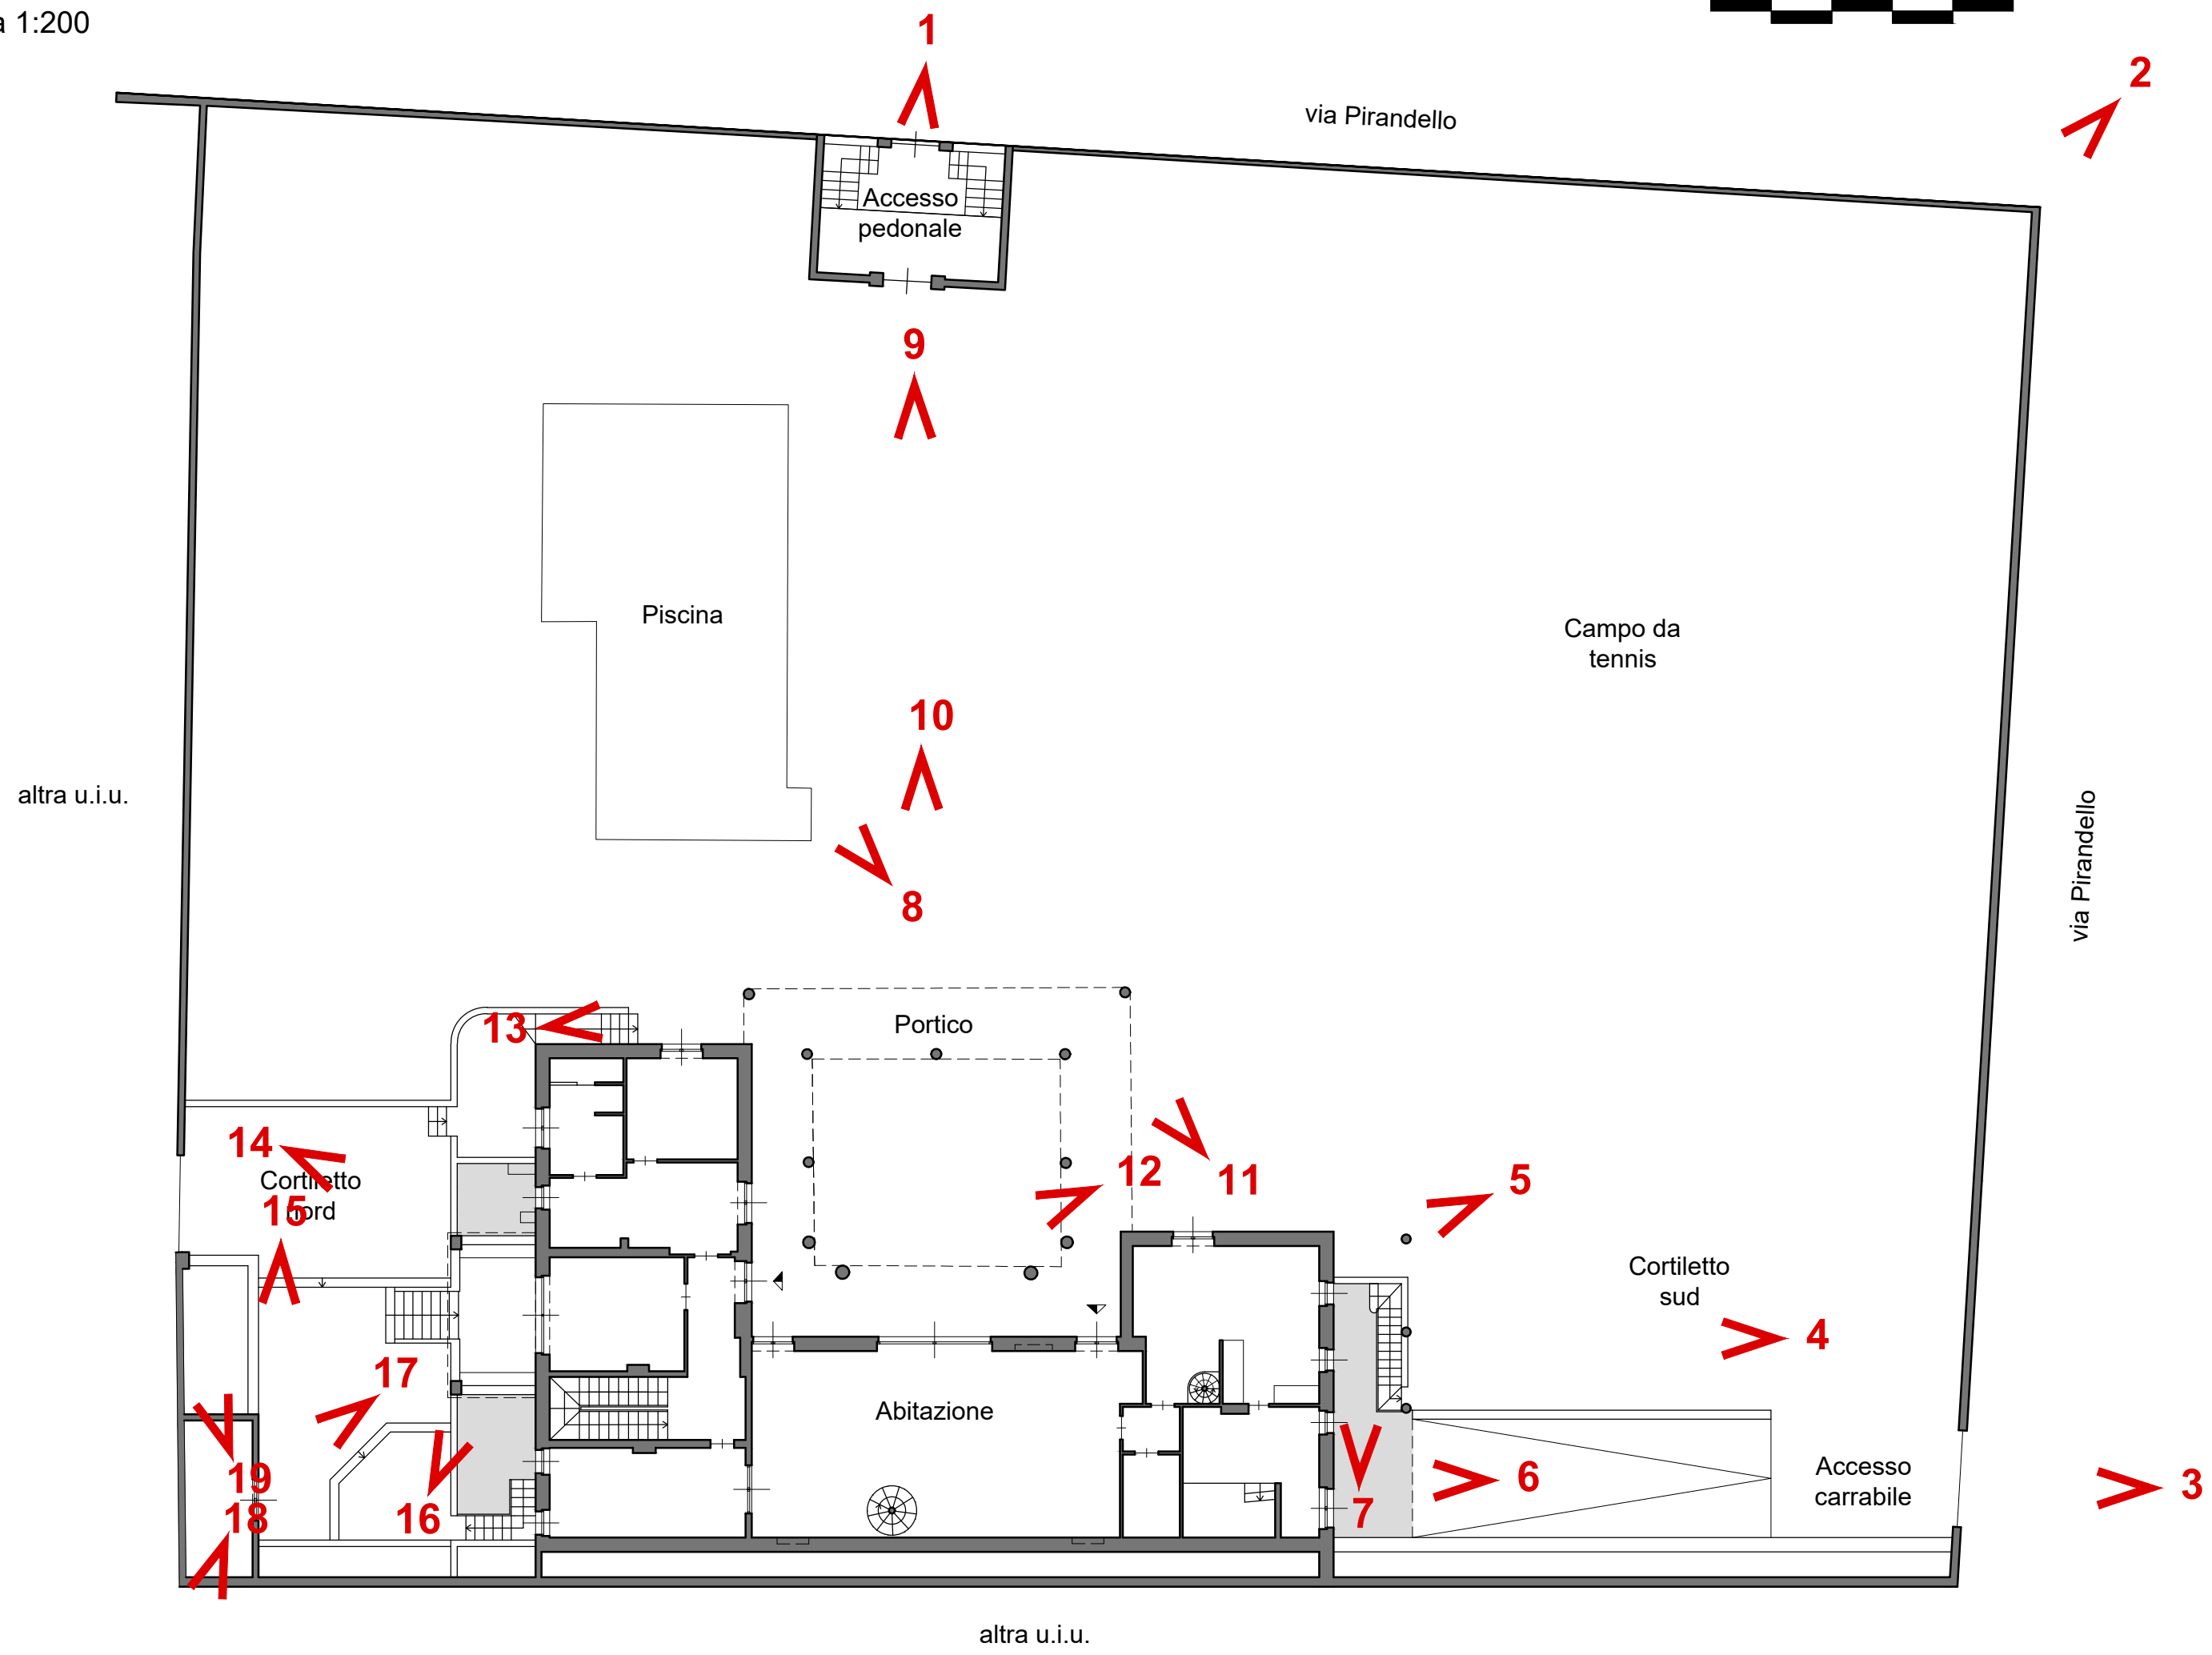 1:200
1
2
via Pirandello
Accesso
pedonale
9
Piscina
Campo da
tennis
10
altra u.i.u.
via Pirandello
8
13
Portico
14
Cortiletto
nord
15
12
11
5
Cortiletto
sud
4
17
Abitazione
19
18
16
7
6
Accesso
carrabile
3
altra u.i.u.